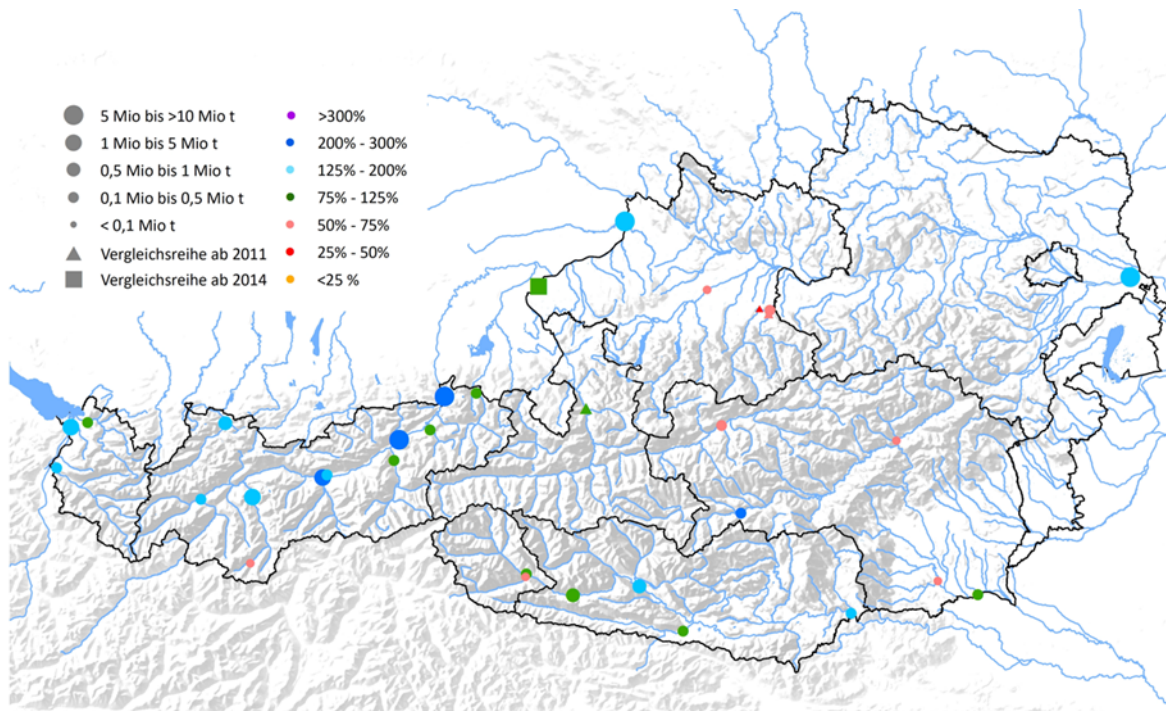 5 Mio bis >10 Mio t
1 Mio bis 5 Mio t
0,5 Mio bis 1 Mio t
0,1 Mio bis 0,5 Mio t
< 0,1 Mio t
Vergleichsreihe ab 2011
Vergleichsreihe ab 2014
>300%
200% - 300%
125% - 200%
75% - 125%
50% - 75%
25% - 50%
<25 %